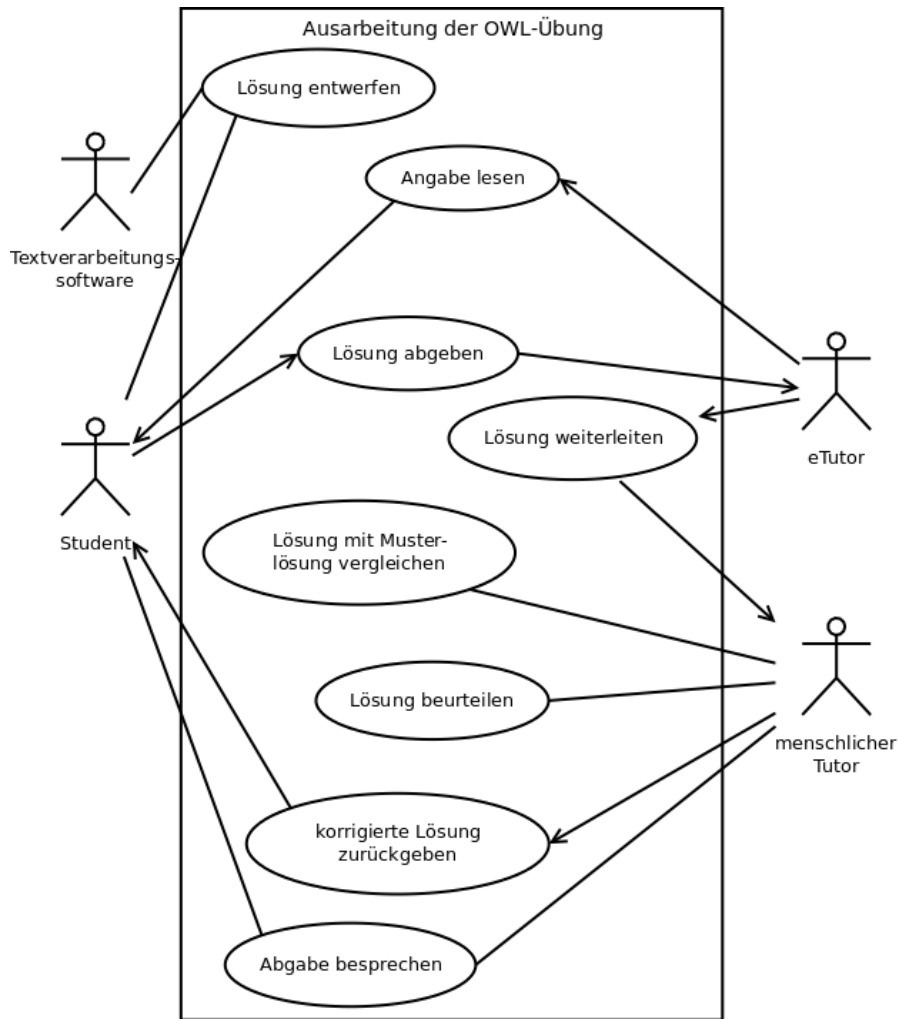 Ausarbeitung der OWL-Übung
Lösung entwerfen
Angabe lesen
Textverarbeitungs-
software
Lösung abgeben
Lösung weiterleiten
eTutor
Student
Lösung mit Muster-
lösung vergleichen
Lösung beurteilen
menschlicher
Tutor
korrigierte Lösung
zurückgeben
Abgabe besprechen